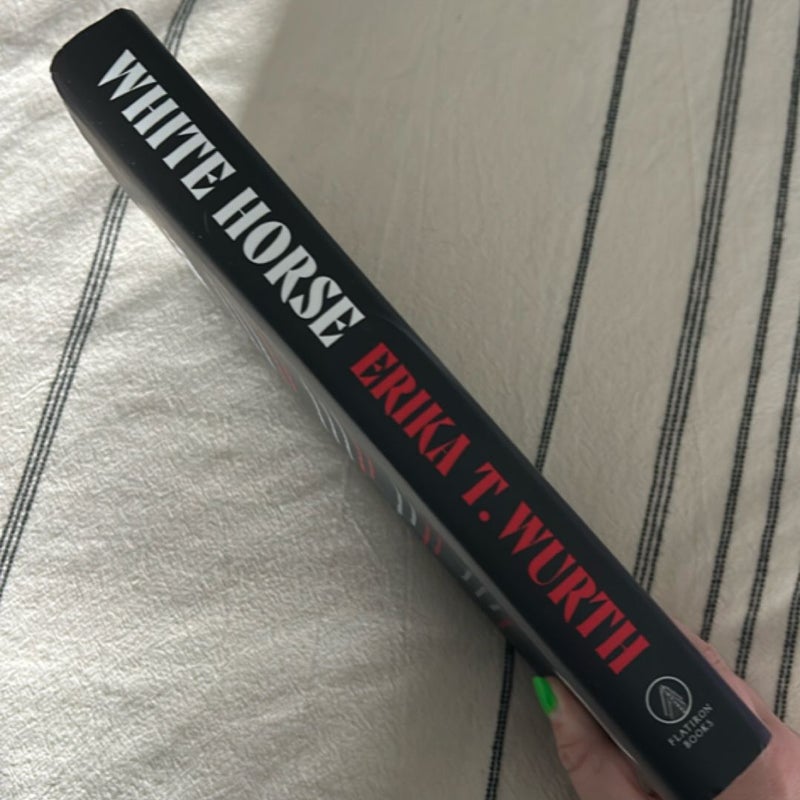 WHITE HORSE ERIKA T. WURTH
FLATIRON
BOOKS